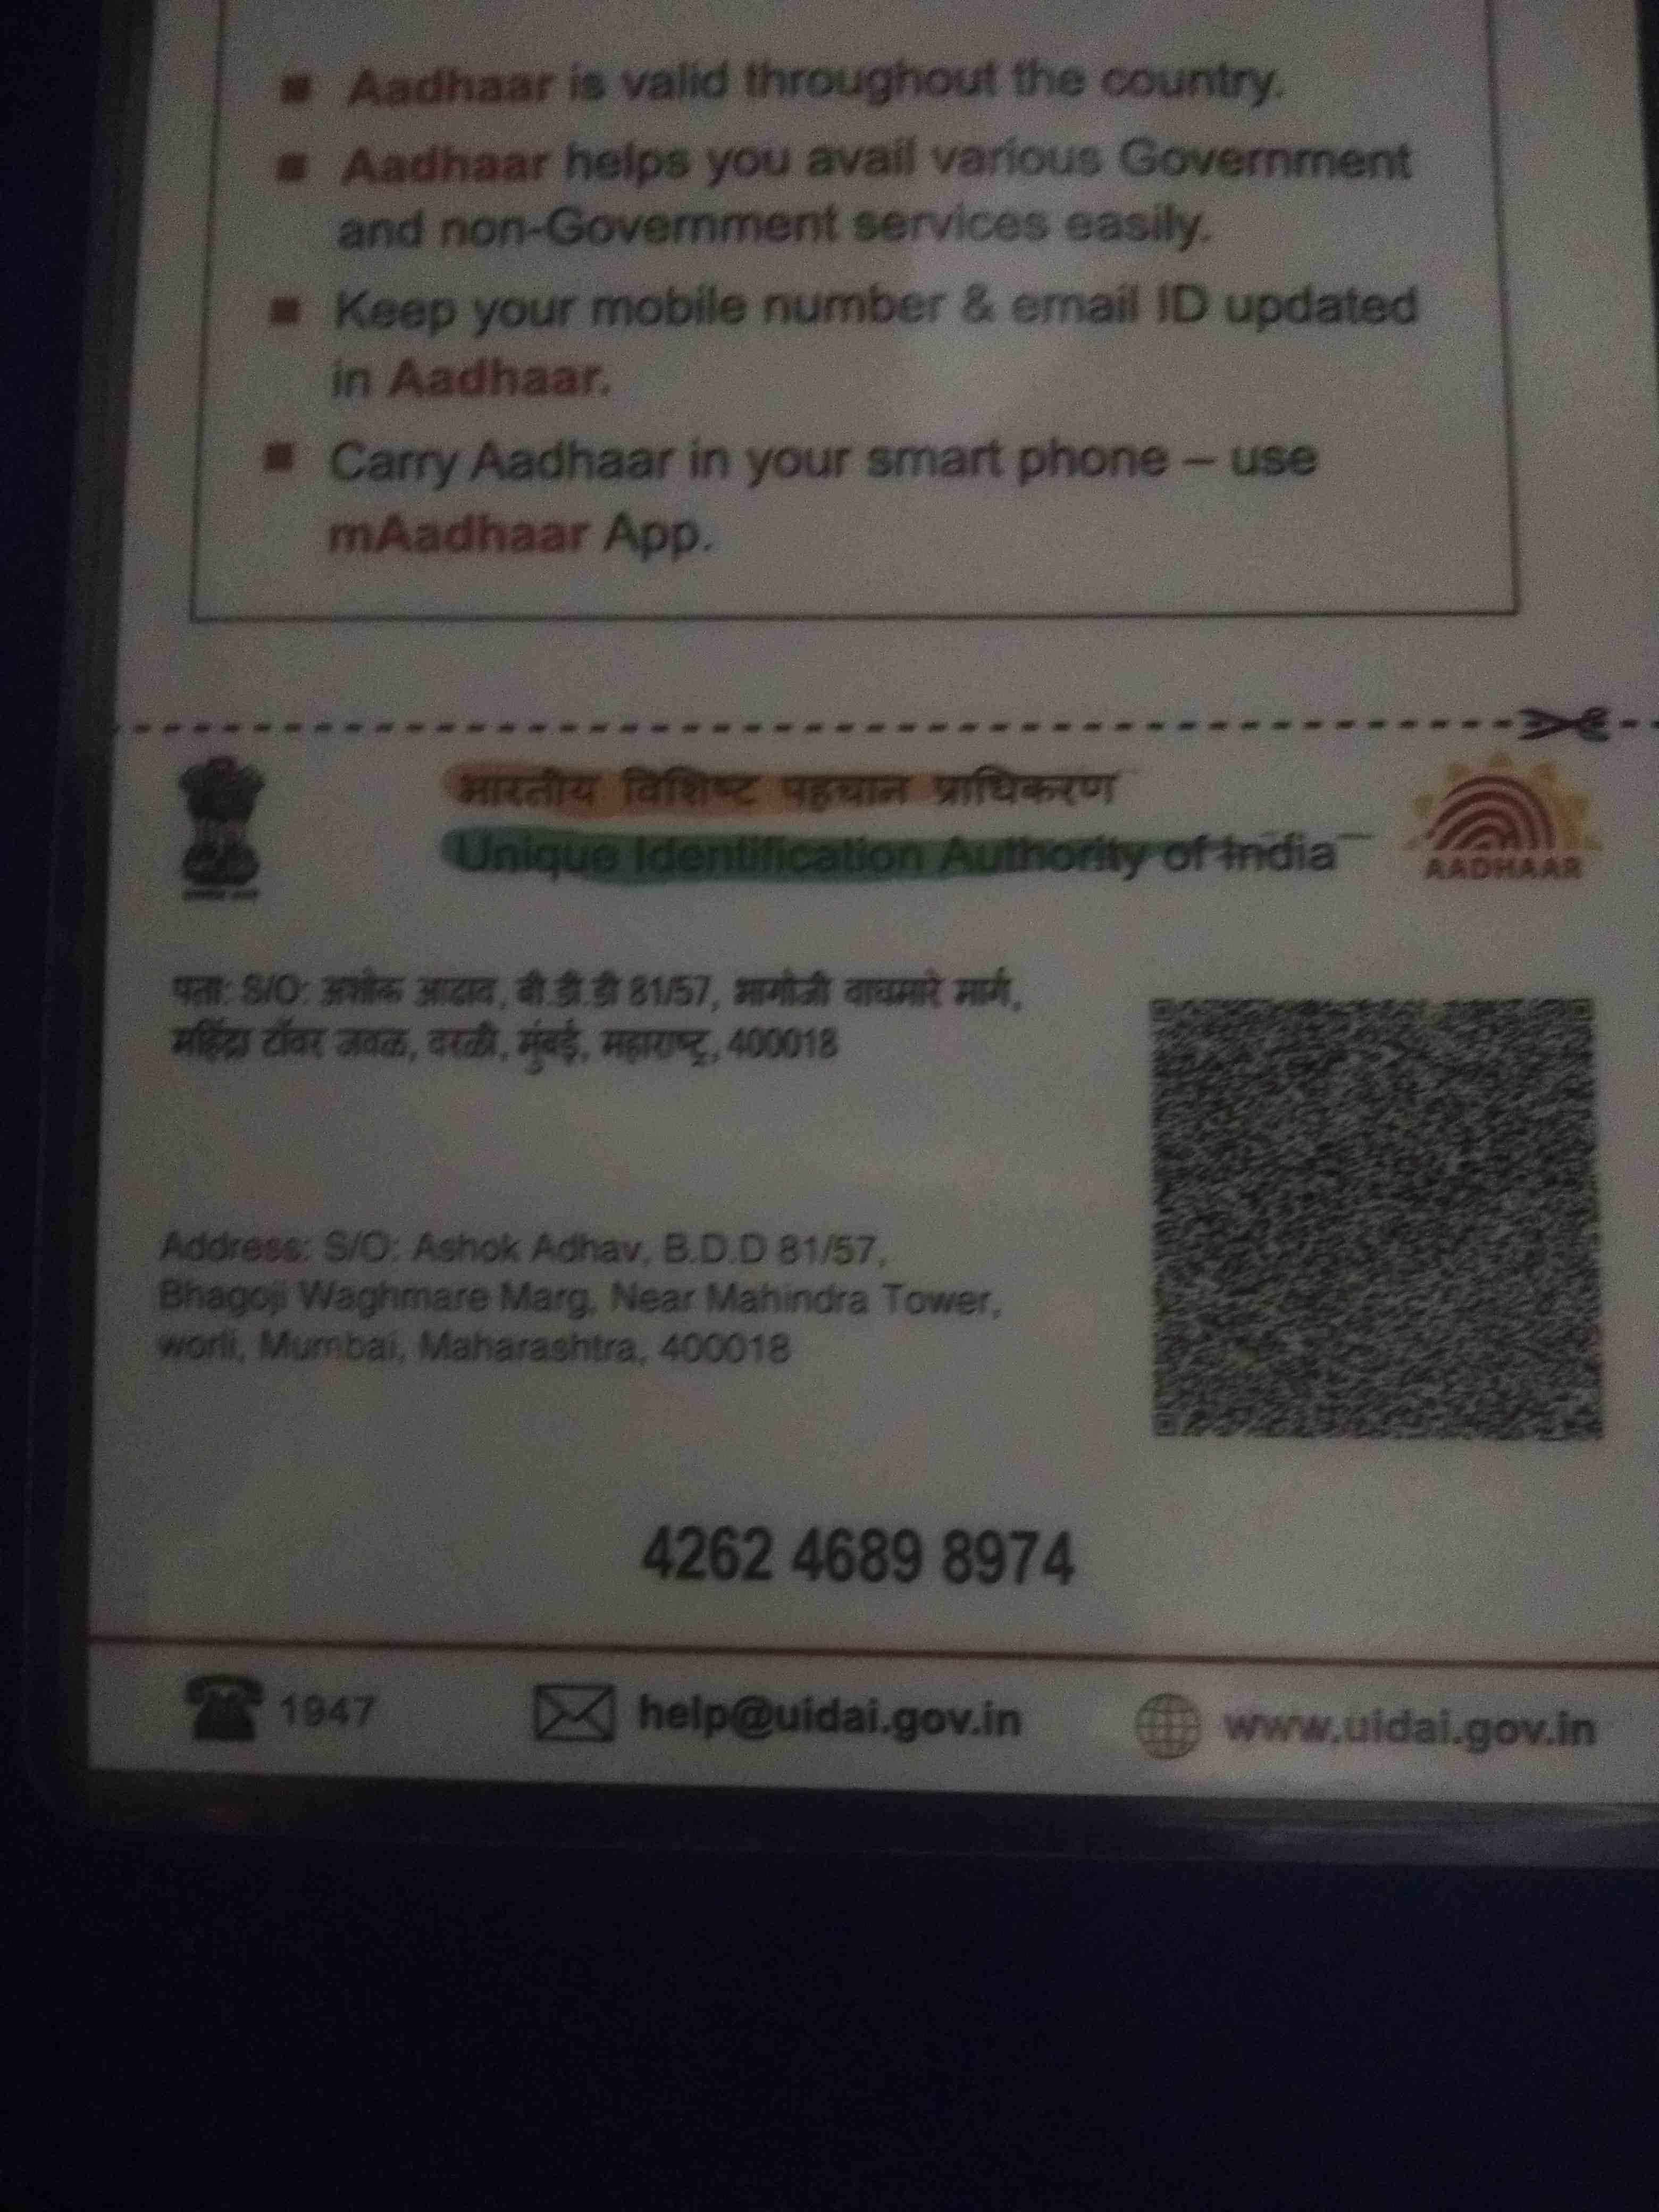 Aadhaar is valid throughout the country.
Aadhaar helps you avail various Government
and non-Government services easily.
Keep your mobile number & email ID updated
in Aadhaar.
Carry Aadhaar in your smart phone – use
mAadhaar App.
भारतीय विशिष्ट पहचान प्राधिकरण
Unique Identification Authority of India
AADHAAR
पता: S/O: अशोक आढाव, बी.डी.डी 81/57, भागोजी वाघमारे मार्ग,
महिंद्रा टॉवर जवळ, वरळी, मुंबई, महाराष्ट्र, 400018
Address: S/O: Ashok Adhav, B.D.D 81/57,
Bhagoji Waghmare Marg, Near Mahindra Tower,
worli, Mumbai, Maharashtra, 400018
4262 4689 8974
1947
help@uidai.gov.in
www.uidai.gov.in